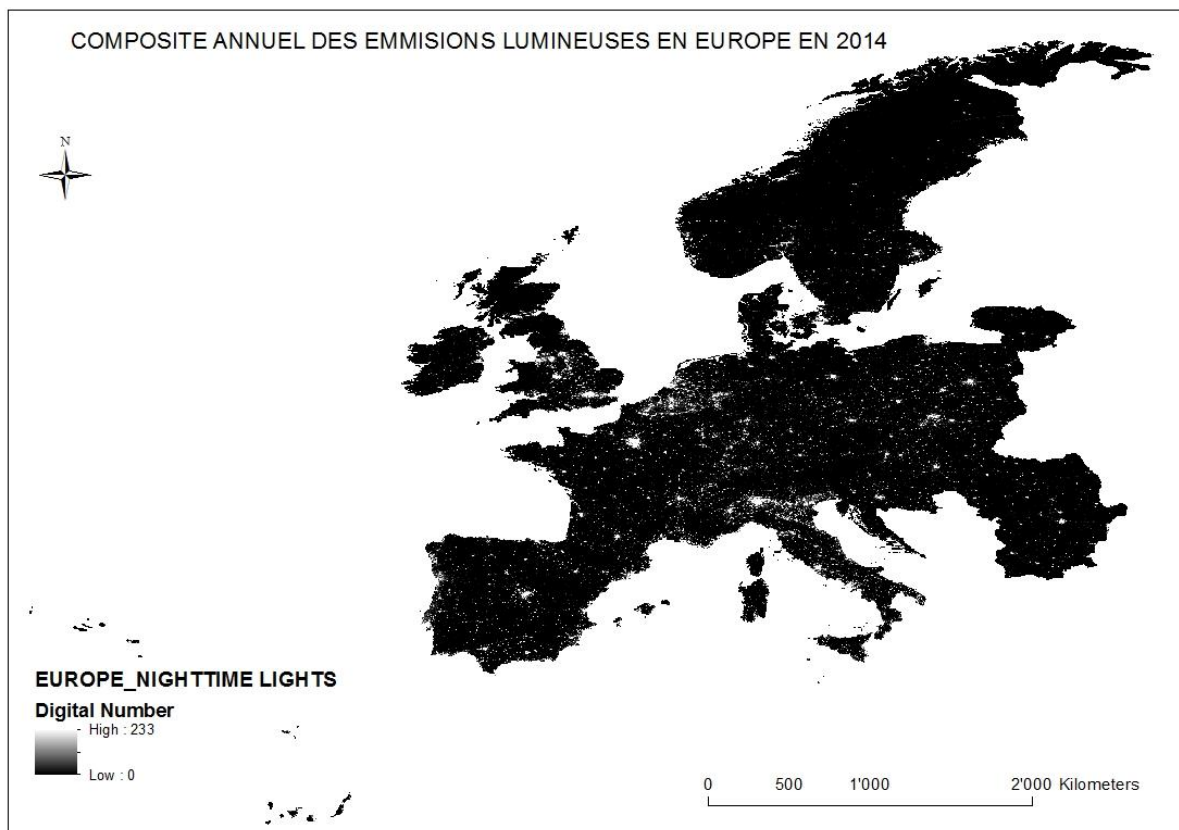 COMPOSITE ANNUEL DES EMMISIONS LUMINEUSES EN EUROPE EN 2014
N
EUROPE_NIGHTTIME LIGHTS
Digital Number
High : 233
Low : 0
0 500 1'000 2'000 Kilometers